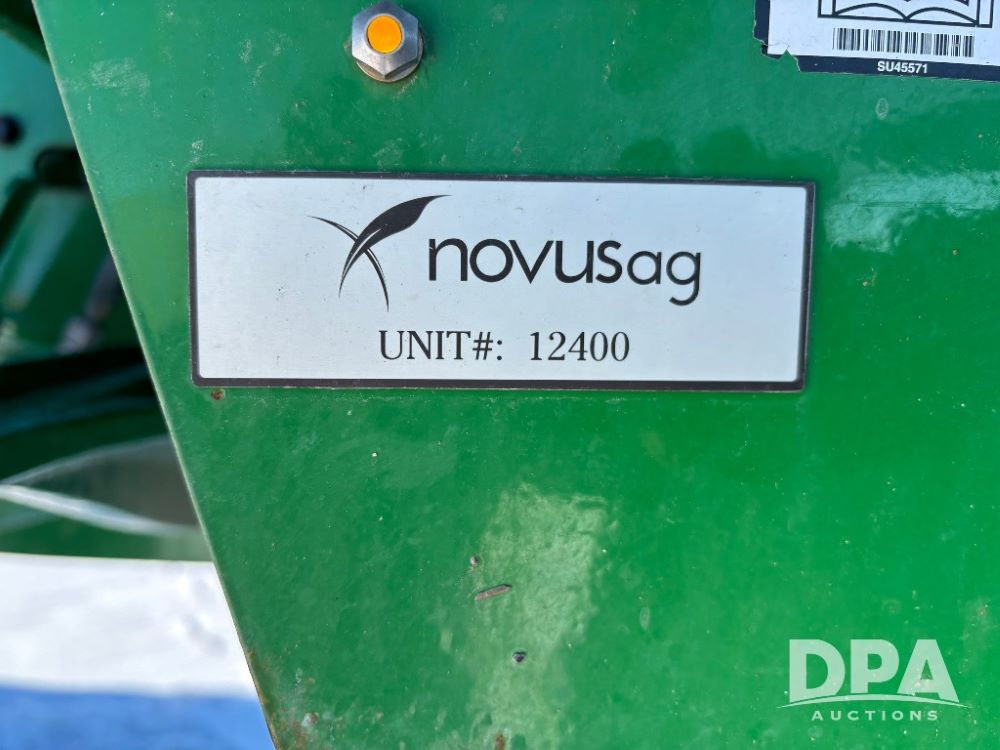 SU45571
novusag
UNIT#: 12400
DPA
AUCTIONS